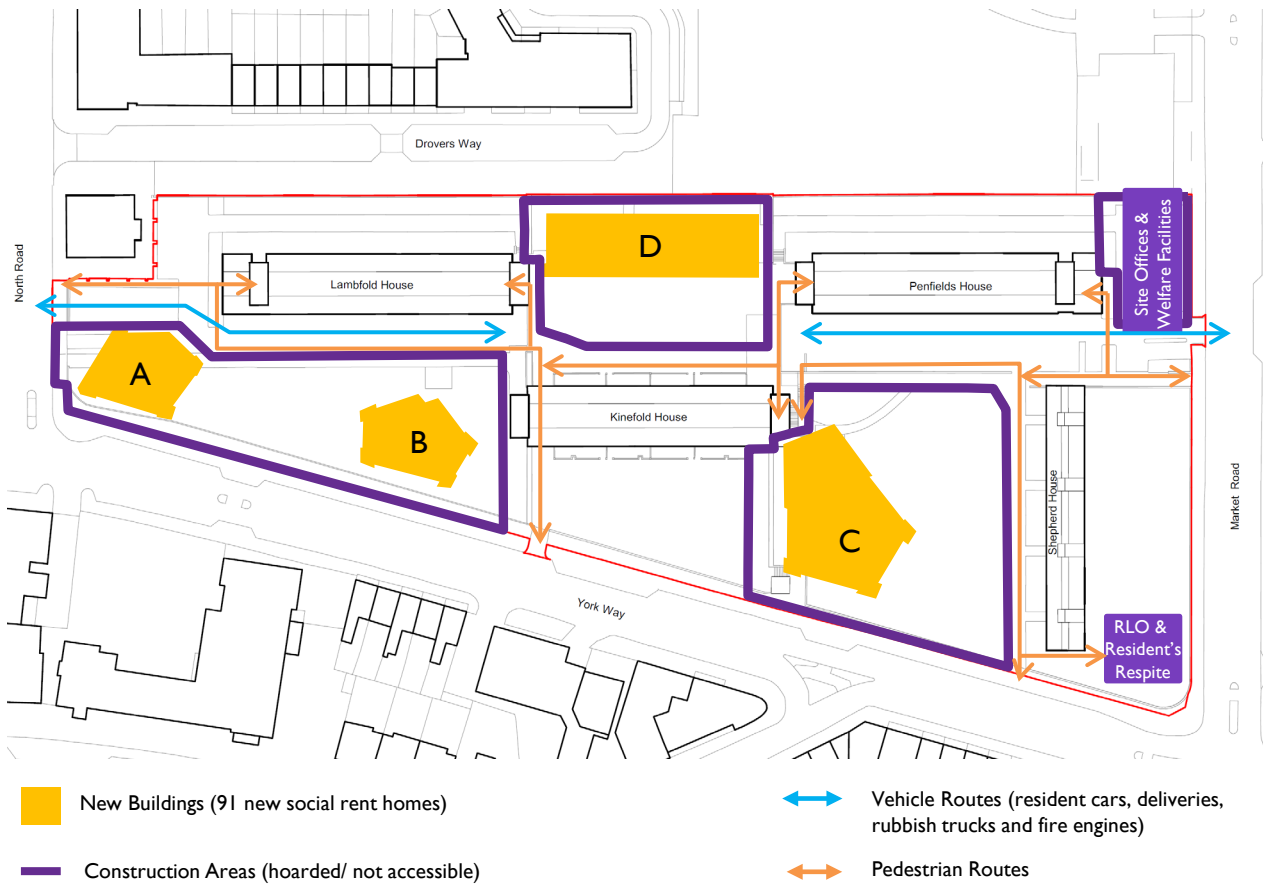 Drovers Way
North Road
Lambfold House
D
Penfields House
Site Offices &
Welfare Facilities
A
B
Kinefold House
C
Shepherd House
Market Road
York Way
RLO &
Resident's
Respite
New Buildings (91 new social rent homes)
Construction Areas (hoarded/ not accessible)
Vehicle Routes (resident cars, deliveries,
rubbish trucks and fire engines)
Pedestrian Routes